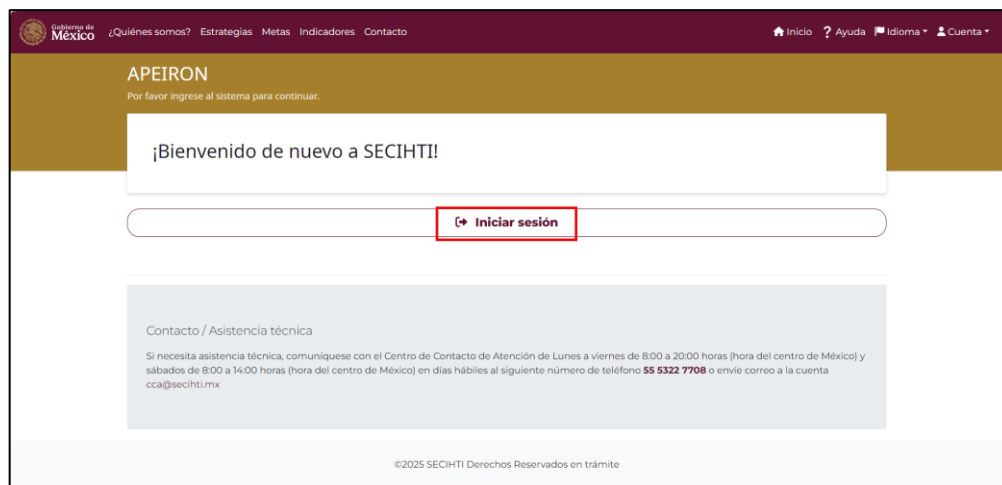 Gobierno de
México
¿Quiénes somos? Estrategias Metas Indicadores Contacto
Inicio ? Ayuda Idioma Cuenta
APEIRON
Por favor ingrese al sistema para continuar.
¡Bienvenido de nuevo a SECIHTI!
Iniciar sesión
Contacto / Asistencia técnica
Si necesita asistencia técnica, comuníquese con el Centro de Contacto de Atención de Lunes a viernes de 8:00 a 20:00 horas (hora del centro de México) y
sábados de 8:00 a 14:00 horas (hora del centro de México) en días hábiles al siguiente número de teléfono 55 5322 7708 o envíe correo a la cuenta
cca@secihti.mx
©2025 SECIHTI Derechos Reservados en trámite